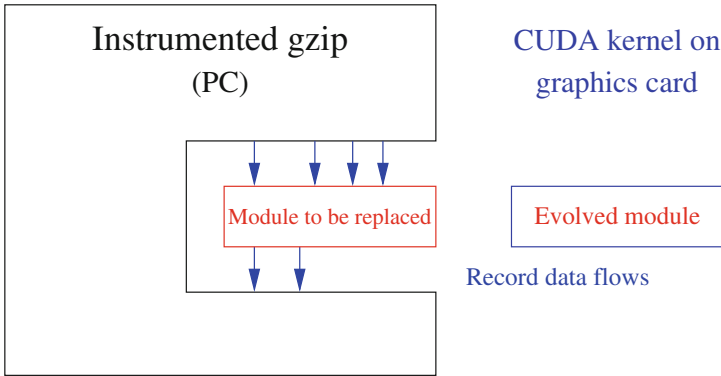 Instrumented gzip
(PC)
CUDA kernel on
graphics card
Module to be replaced
Evolved module
Record data flows